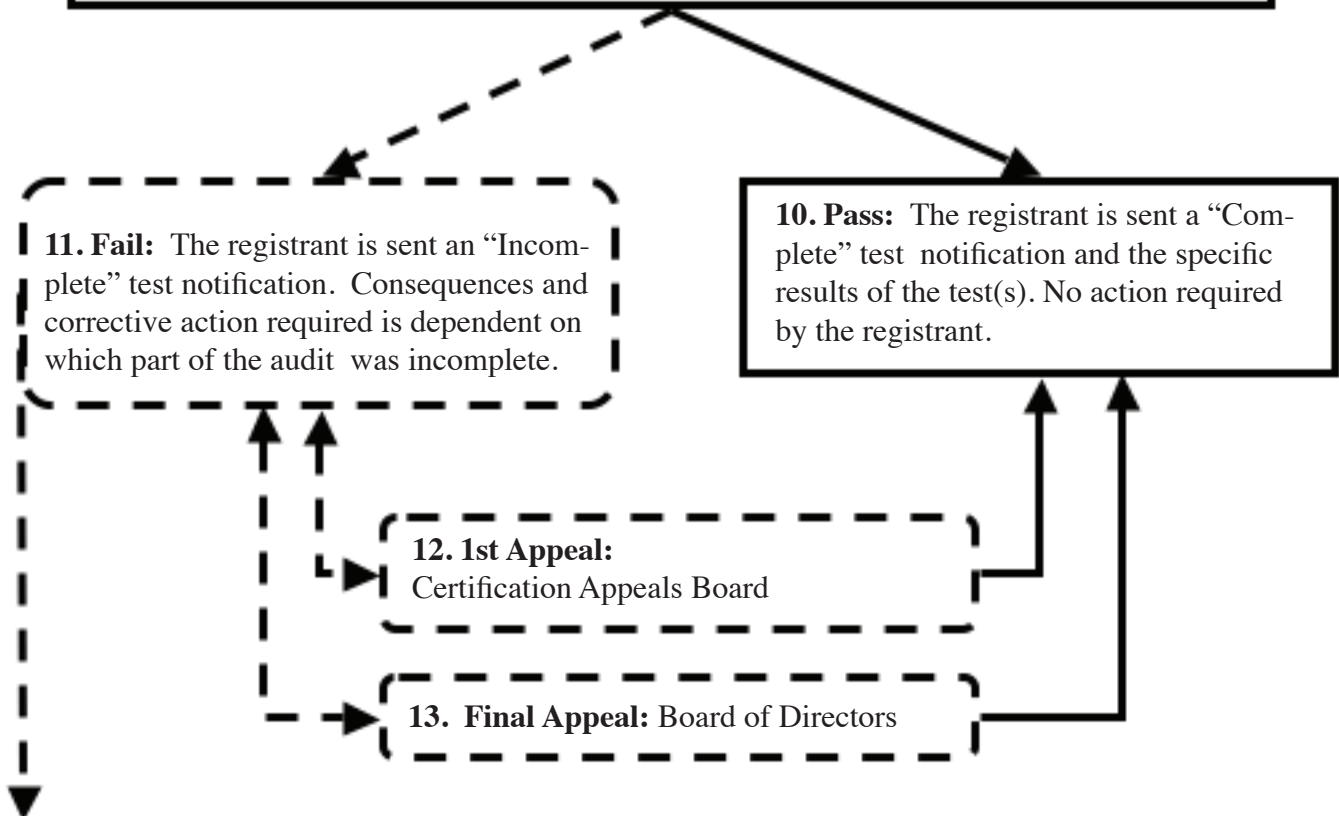 11. Fail: The registrant is sent an “Incom-
plete” test notification. Consequences and
corrective action required is dependent on
which part of the audit was incomplete.
10. Pass: The registrant is sent a “Com-
plete” test notification and the specific
results of the test(s). No action required
by the registrant.
12. 1st Appeal:
Certification Appeals Board
13. Final Appeal: Board of Directors